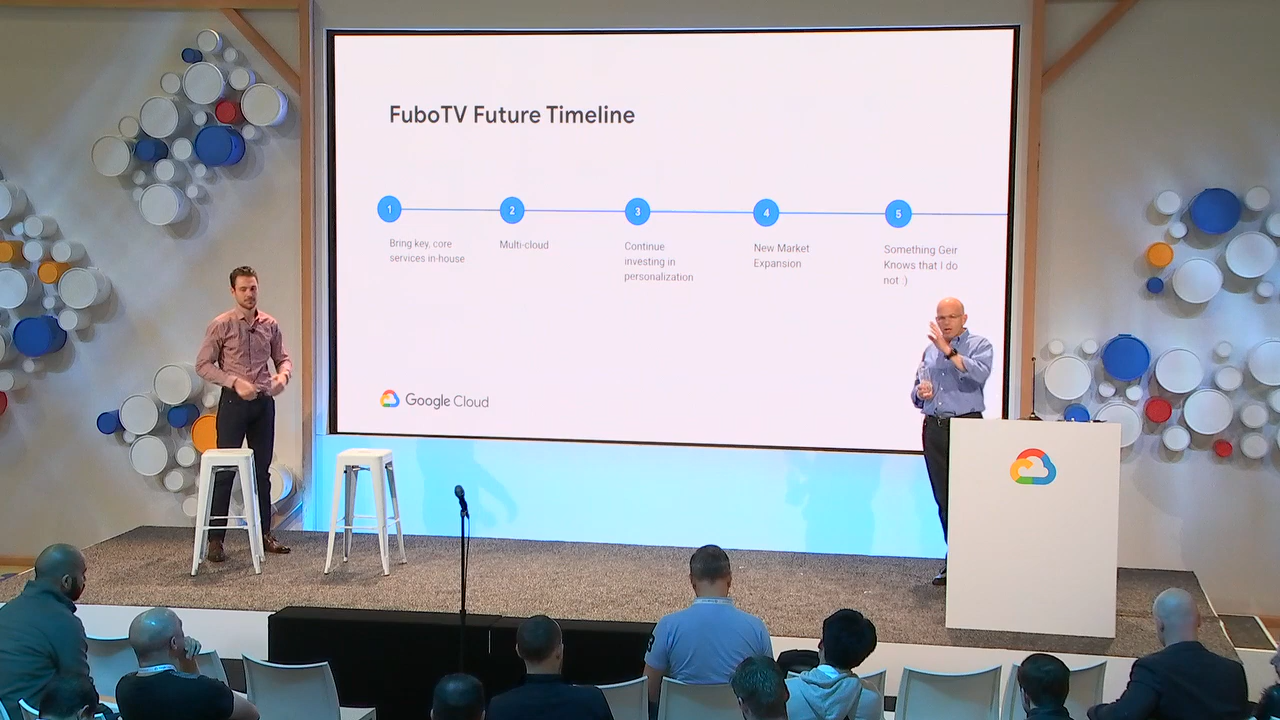 FuboTV Future Timeline
1
2
3
4
5
Bring key, core
services in-house
Multi-cloud
Continue
investing in
personalization
New Market
Expansion
Something Geir
Knows that I do
not :)
Google Cloud